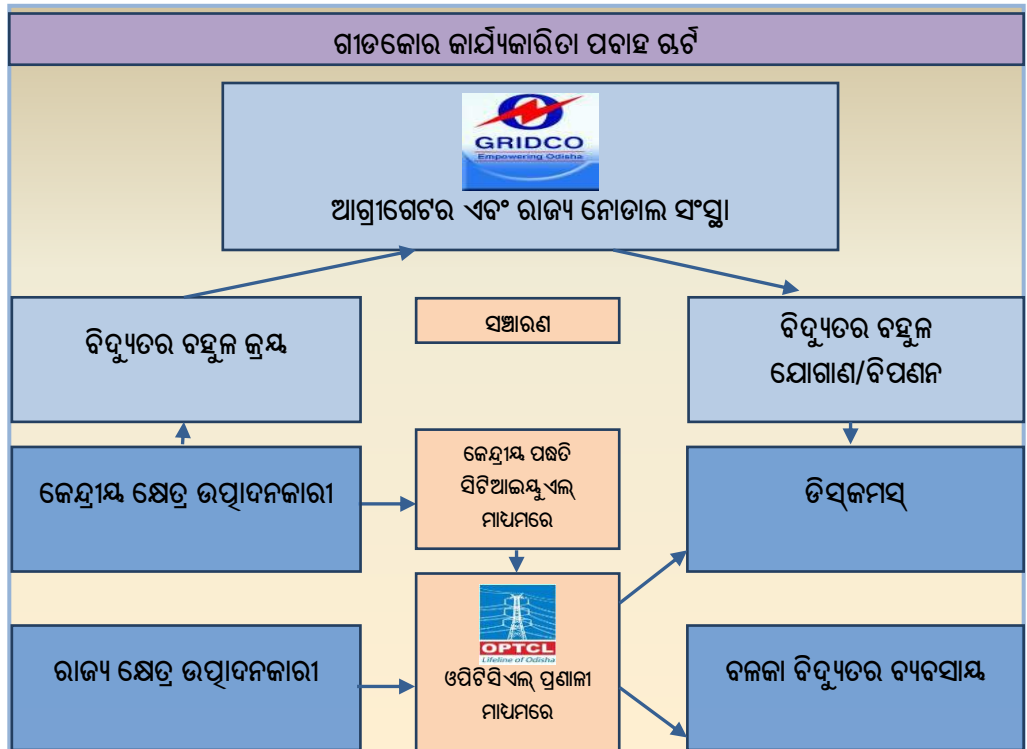 ଗୀଡକୋର କାର୍ଯ୍ୟକାରିତା ପବାହ ଚାର୍ଟ
GRIDCO
Empowering Odisha
ଆଗ୍ରୀଗେଟର ଏବଂ ରାଜ୍ୟ ନୋଡାଲ ସଂସ୍ଥା
ବିଦ୍ୟୁତର ବହୁଳ କ୍ରୟ
ସଞ୍ଚାରଣ
ବିଦ୍ୟୁତର ବହୁଳ
ଯୋଗାଣ/ବିପଣନ
କେନ୍ଦ୍ରୀୟ କ୍ଷେତ୍ର ଉତ୍ପାଦନକାରୀ
କେନ୍ଦ୍ରୀୟ ପଦ୍ଧତି
ସିଟିଆଇୟୁଏଲ୍
ମାଧ୍ୟମରେ
ଡିସ୍କମସ୍
ରାଜ୍ୟ କ୍ଷେତ୍ର ଉତ୍ପାଦନକାରୀ
OPTCL
Lifeline of Odisha
ଓପିଟିସିଏଲ୍ ପ୍ରଣାଳୀ
ମାଧ୍ୟମରେ
ବଳକା ବିଦ୍ୟୁତର ବ୍ୟବସାୟ